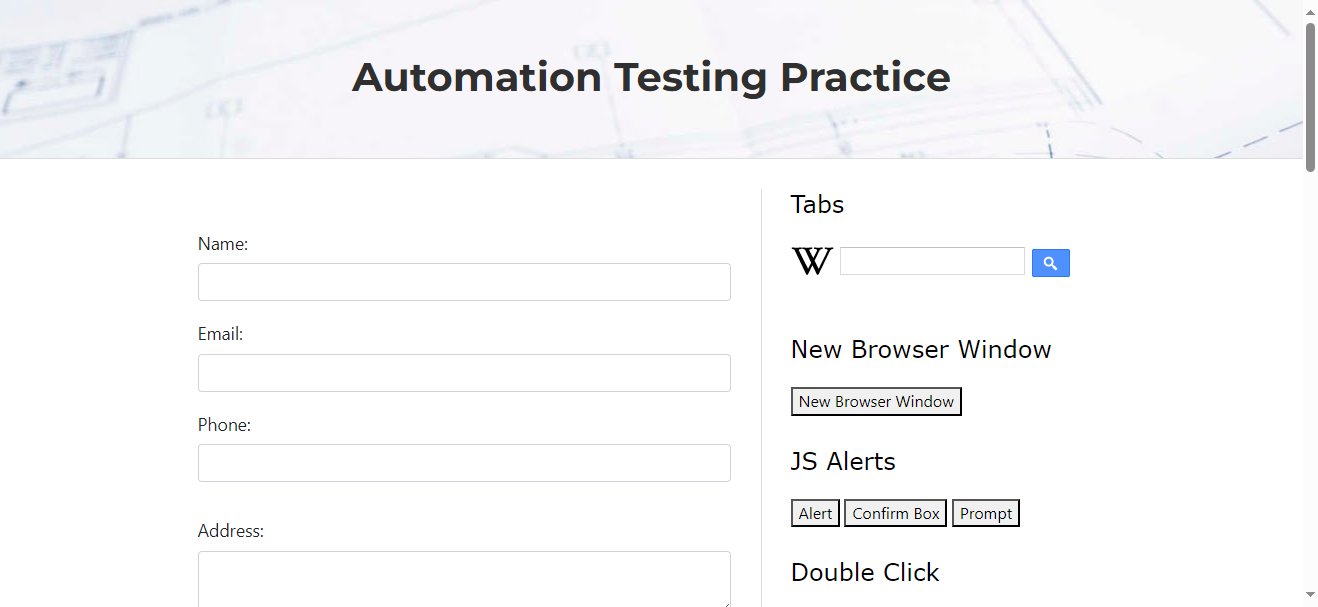 Automation Testing Practice
Name:
Email:
Phone:
Address:
Tabs
W
New Browser Window
New Browser Window
JS Alerts
Alert Confirm Box Prompt
Double Click